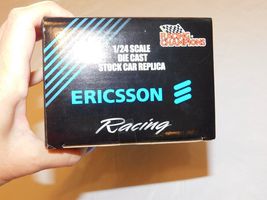 RACING
CHAMPIONS
1/24 SCALE
DIE CAST
STOCK CAR REPLICA
ERICSSON
Racing